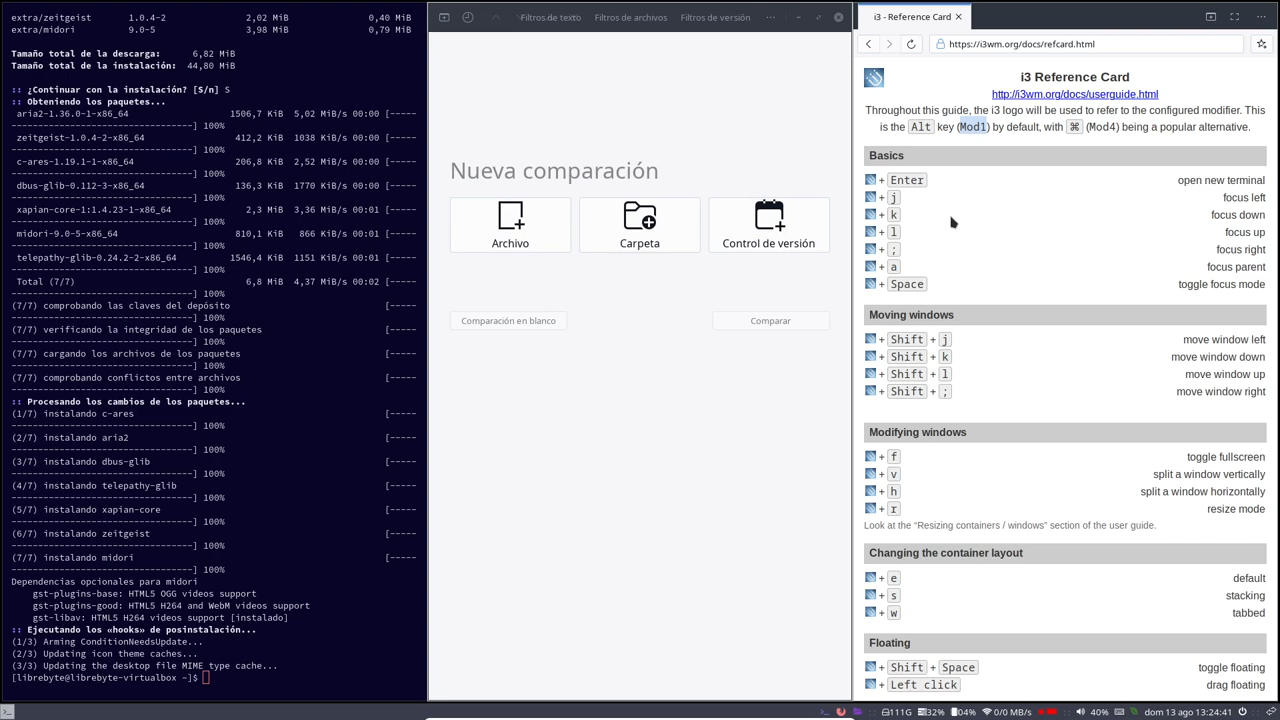 extra/zeitgeist 1.0.4-2 2,02 MiB 0,40 MiB
extra/midori 9.0-5 3,98 MiB 0,79 MiB
Tamaño total de la descarga: 6,82 MiB
Tamaño total de la instalación: 44,80 MiB
:: ¿Continuar con la instalación? [S/n] S
:: Obteniendo los paquetes...
aria2-1.36.0-1-x86_64 1506,7 KiB 5,02 MiB/s 00:00 [-----
----------------------------------] 100%
zeitgeist-1.0.4-2-x86_64 412,2 KiB 1038 KiB/s 00:00 [-----
----------------------------------] 100%
c-ares-1.19.1-1-x86_64 206,8 KiB 2,52 MiB/s 00:00 [-----
----------------------------------] 100%
dbus-glib-0.112-3-x86_64 136,3 KiB 1770 KiB/s 00:00 [-----
----------------------------------] 100%
xapian-core-1:1.4.23-1-x86_64 2,3 MiB 3,36 MiB/s 00:01 [-----
----------------------------------] 100%
midori-9.0-5-x86_64 810,1 KiB 866 KiB/s 00:01 [-----
----------------------------------] 100%
telepathy-glib-0.24.2-2-x86_64 1546,4 KiB 1151 KiB/s 00:01 [-----
----------------------------------] 100%
Total (7/7) 6,8 MiB 4,37 MiB/s 00:02 [-----
----------------------------------] 100%
(7/7) comprobando las claves del depósito [-----
----------------------------------] 100%
(7/7) verificando la integridad de los paquetes [-----
----------------------------------] 100%
(7/7) cargando los archivos de los paquetes [-----
----------------------------------] 100%
(7/7) comprobando conflictos entre archivos [-----
----------------------------------] 100%
:: Procesando los cambios de los paquetes...
(1/7) instalando c-ares [-----
----------------------------------] 100%
(2/7) instalando aria2 [-----
----------------------------------] 100%
(3/7) instalando dbus-glib [-----
----------------------------------] 100%
(4/7) instalando telepathy-glib [-----
----------------------------------] 100%
(5/7) instalando xapian-core [-----
----------------------------------] 100%
(6/7) instalando zeitgeist [-----
----------------------------------] 100%
(7/7) instalando midori [-----
----------------------------------] 100%
Dependencias opcionales para midori
gst-plugins-base: HTML5 OGG videos support
gst-plugins-good: HTML5 H264 and WebM videos support
gst-libav: HTML5 H264 videos support [instalado]
:: Ejecutando los «hooks» de posinstalación...
(1/3) Arming ConditionNeedsUpdate...
(2/3) Updating icon theme caches...
(3/3) Updating the desktop file MIME type cache...
[librebyte@librebyte-virtualbox ~]$
Filtros de texto Filtros de archivos Filtros de versión
Nueva comparación
Archivo Carpeta Control de versión
Comparación en blanco Comparar
i3 - Reference Card
https://i3wm.org/docs/refcard.html
i3 Reference Card
http://i3wm.org/docs/userguide.html
Throughout this guide, the i3 logo will be used to refer to the configured modifier. This
is the Alt key (Mod1) by default, with ⌘ (Mod4) being a popular alternative.
Basics
+ Enter open new terminal
+ j focus left
+ k focus down
+ l focus up
+ ; focus right
+ a focus parent
+ Space toggle focus mode
Moving windows
+ Shift + j move window left
+ Shift + k move window down
+ Shift + l move window up
+ Shift + ; move window right
Modifying windows
+ f toggle fullscreen
+ v split a window vertically
+ h split a window horizontally
+ r resize mode
Look at the “Resizing containers / windows” section of the user guide.
Changing the container layout
+ e default
+ s stacking
+ w tabbed
Floating
+ Shift + Space toggle floating
+ Left click drag floating
111G 32% 04% 0/0 MB/s 40% dom 13 ago 13:24:41